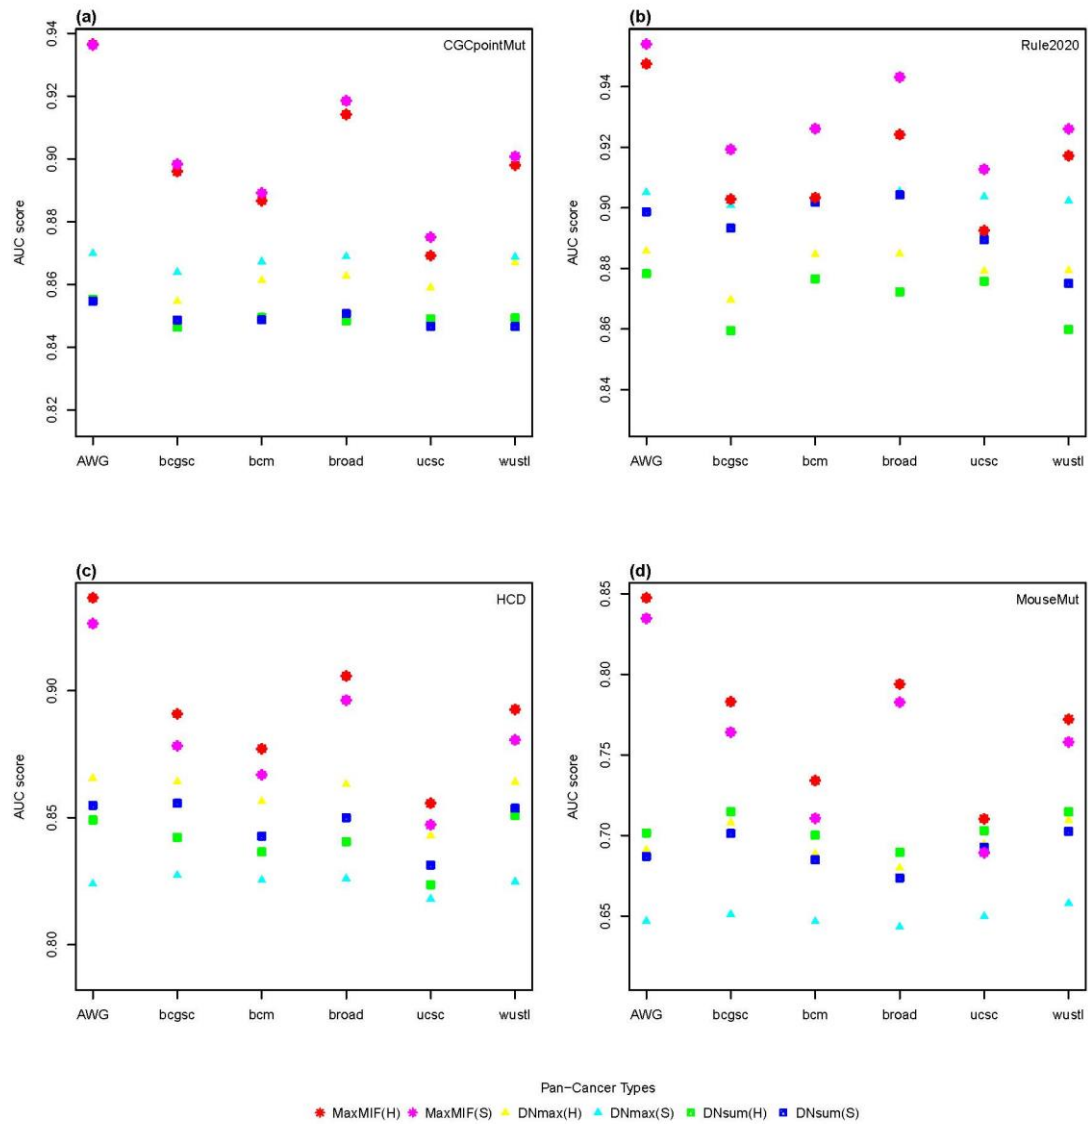 (a)
CGCpointMut
AUC score
0.94
0.92
0.90
0.88
0.86
0.84
0.82
AWG bcgsc bcm broad ucsc wustl
(b)
Rule2020
AUC score
0.94
0.92
0.90
0.88
0.86
0.84
AWG bcgsc bcm broad ucsc wustl
(c)
HCD
AUC score
0.90
0.85
0.80
AWG bcgsc bcm broad ucsc wustl
(d)
MouseMut
AUC score
0.85
0.80
0.75
0.70
0.65
AWG bcgsc bcm broad ucsc wustl
Pan-Cancer Types
MaxMIF(H) MaxMIF(S) DNmax(H) DNmax(S) DNsum(H) DNsum(S)